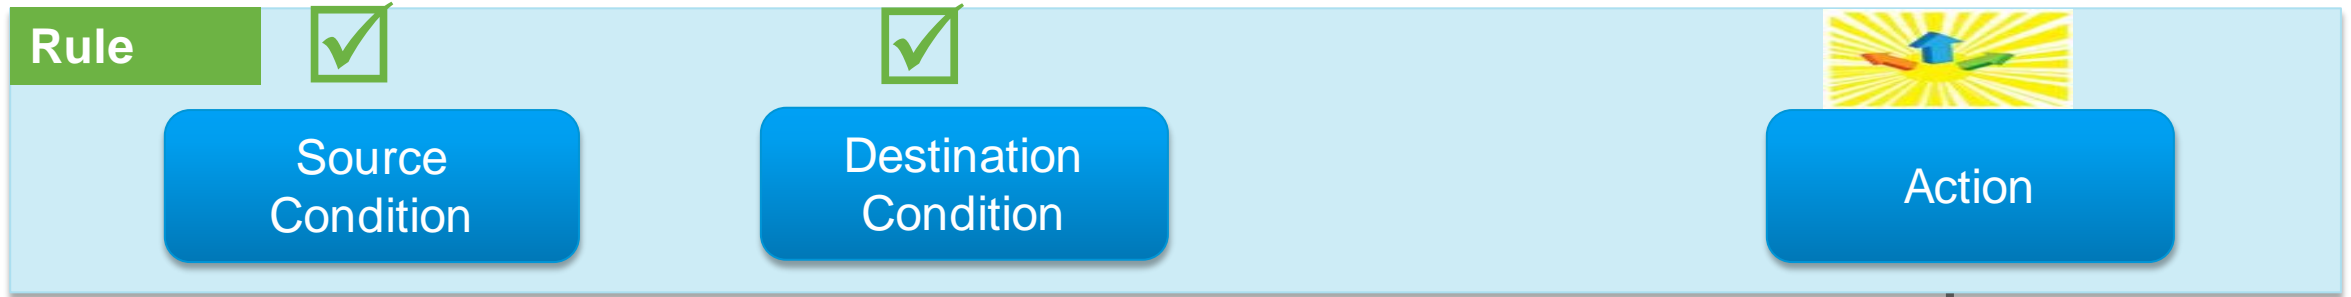 Rule
Source
Condition
Destination
Condition
Action